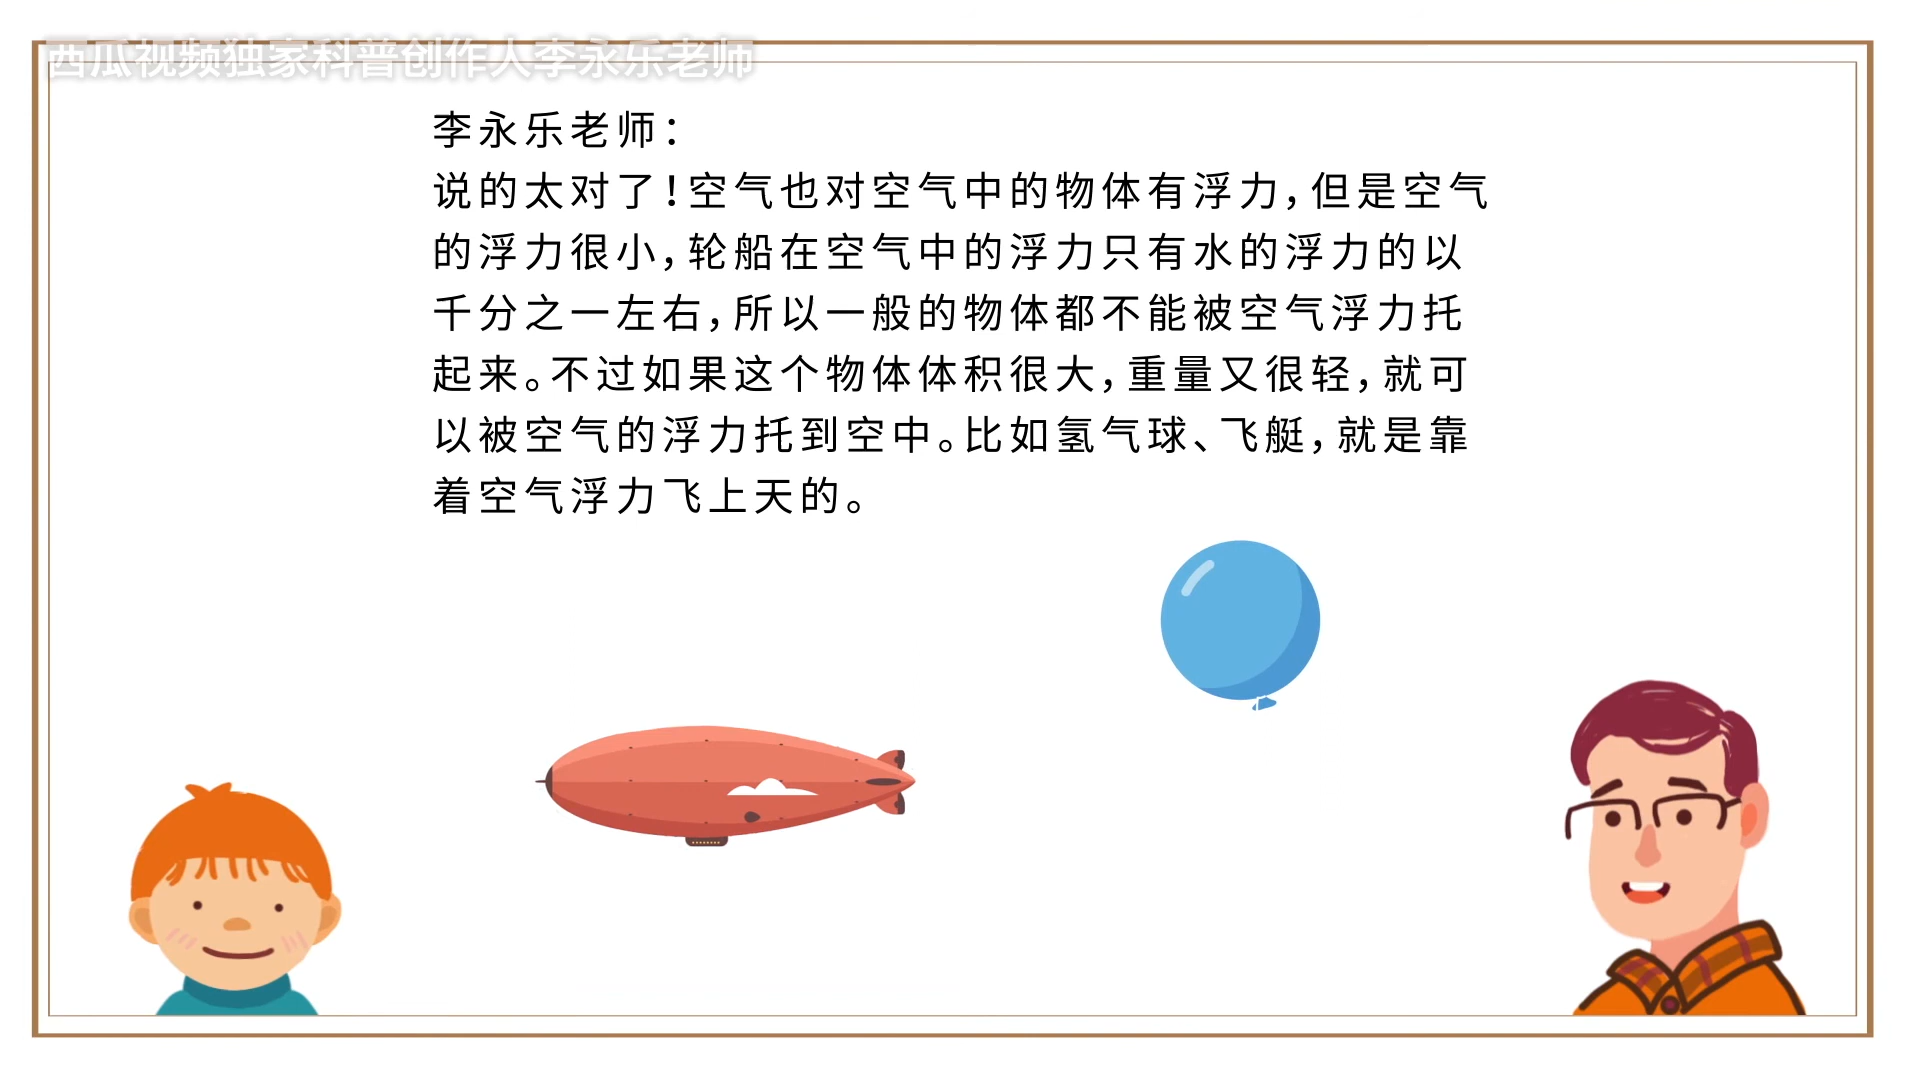 西瓜视频独家科普创作人李永乐老师
李永乐老师：
说的太对了！空气也对空气中的物体有浮力，但是空气
的浮力很小，轮船在空气中的浮力只有水的浮力的以
千分之一左右，所以一般的物体都不能被空气浮力托
起来。不过如果这个物体体积很大，重量又很轻，就可
以被空气的浮力托到空中。比如氢气球、飞艇，就是靠
着空气浮力飞上天的。